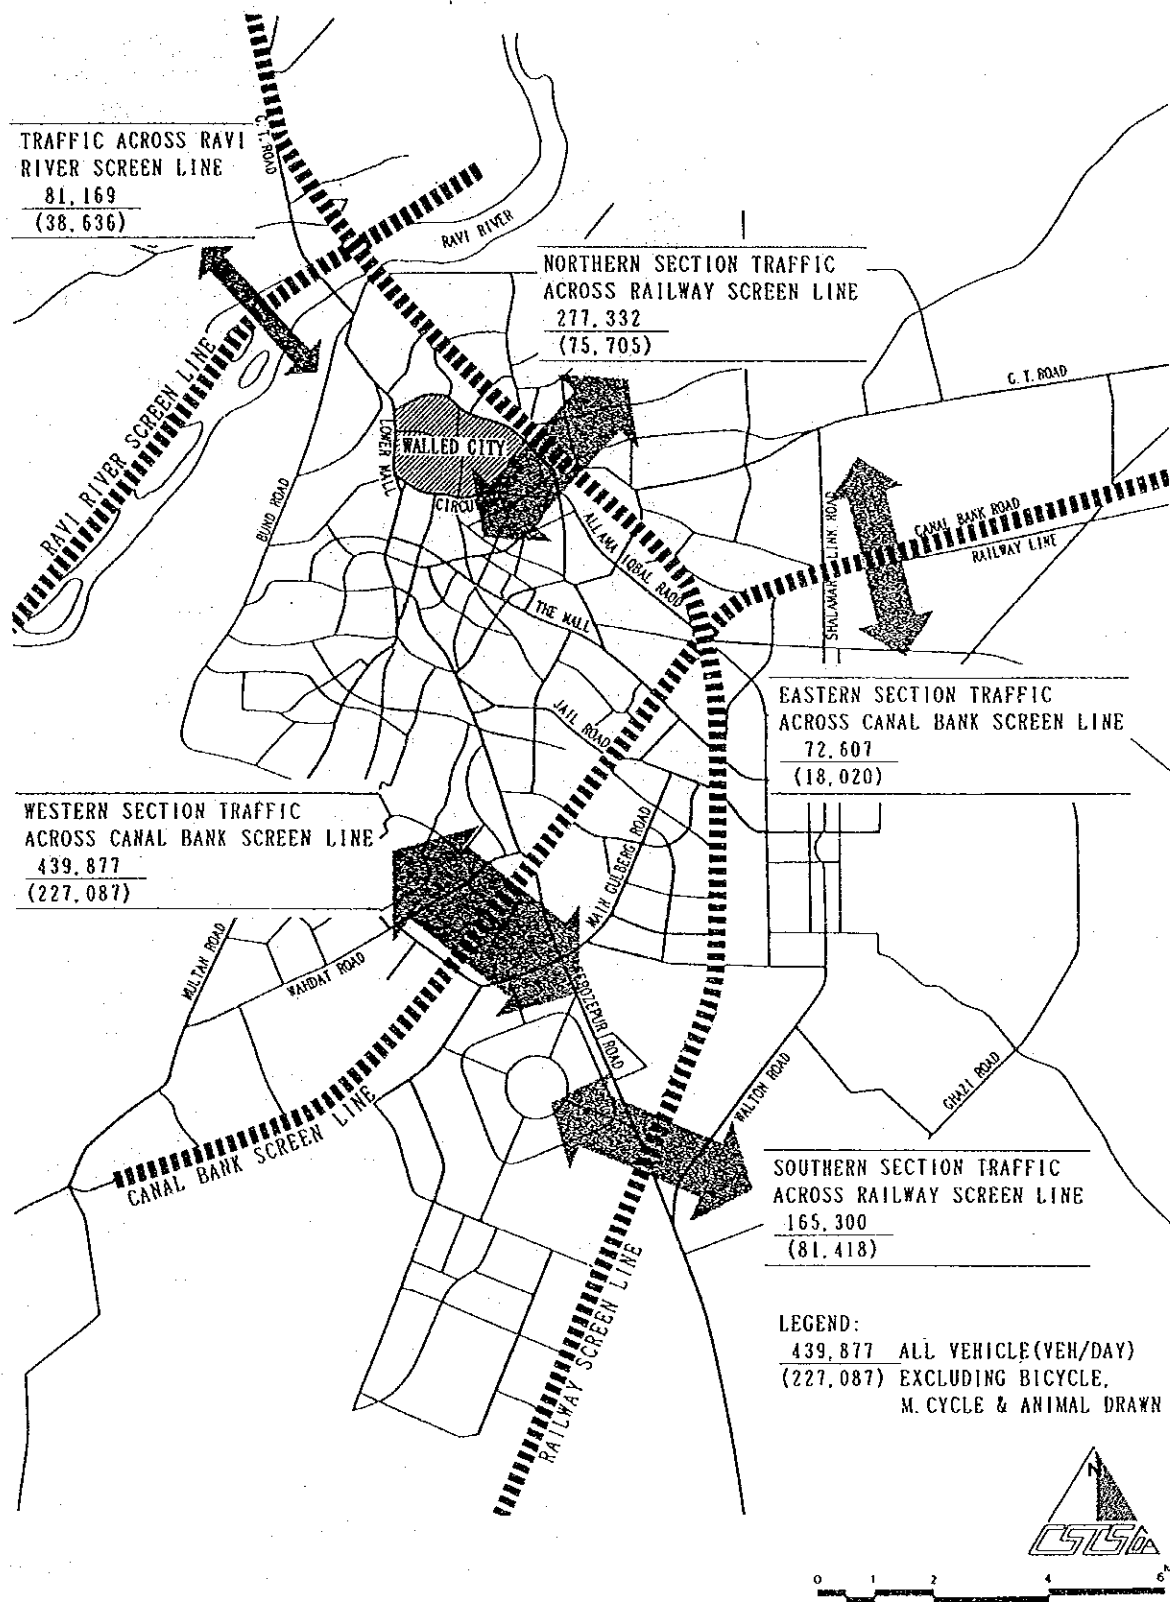 TRAFFIC ACROSS RAVI
RIVER SCREEN LINE
81,169
(38,636)
G.T. ROAD
RAVI RIVER
NORTHERN SECTION TRAFFIC
ACROSS RAILWAY SCREEN LINE
277,332
(75,705)
G.T. ROAD
RAVI RIVER SCREEN LINE
BUND ROAD
LOWER MALL
WALLED CITY
CIRCU
ALLAMA IQBAL RAOD
THE MALL
JAIL ROAD
SHALAMAR LINK ROAD
CANAL BANK ROAD
RAILWAY LINE
EASTERN SECTION TRAFFIC
ACROSS CANAL BANK SCREEN LINE
72,607
(18,020)
WESTERN SECTION TRAFFIC
ACROSS CANAL BANK SCREEN LINE
439,877
(227,087)
MAIN GULBERG ROAD
MULTAN ROAD
WAHDAT ROAD
FEROZEPUR ROAD
WALTON ROAD
GHAZI ROAD
CANAL BANK SCREEN LINE
SOUTHERN SECTION TRAFFIC
ACROSS RAILWAY SCREEN LINE
165,300
(81,418)
RAILWAY SCREEN LINE
LEGEND:
439,877 ALL VEHICLE(VEH/DAY)
(227,087) EXCLUDING BICYCLE,
M.CYCLE & ANIMAL DRAWN
N
0 1 2 4 6